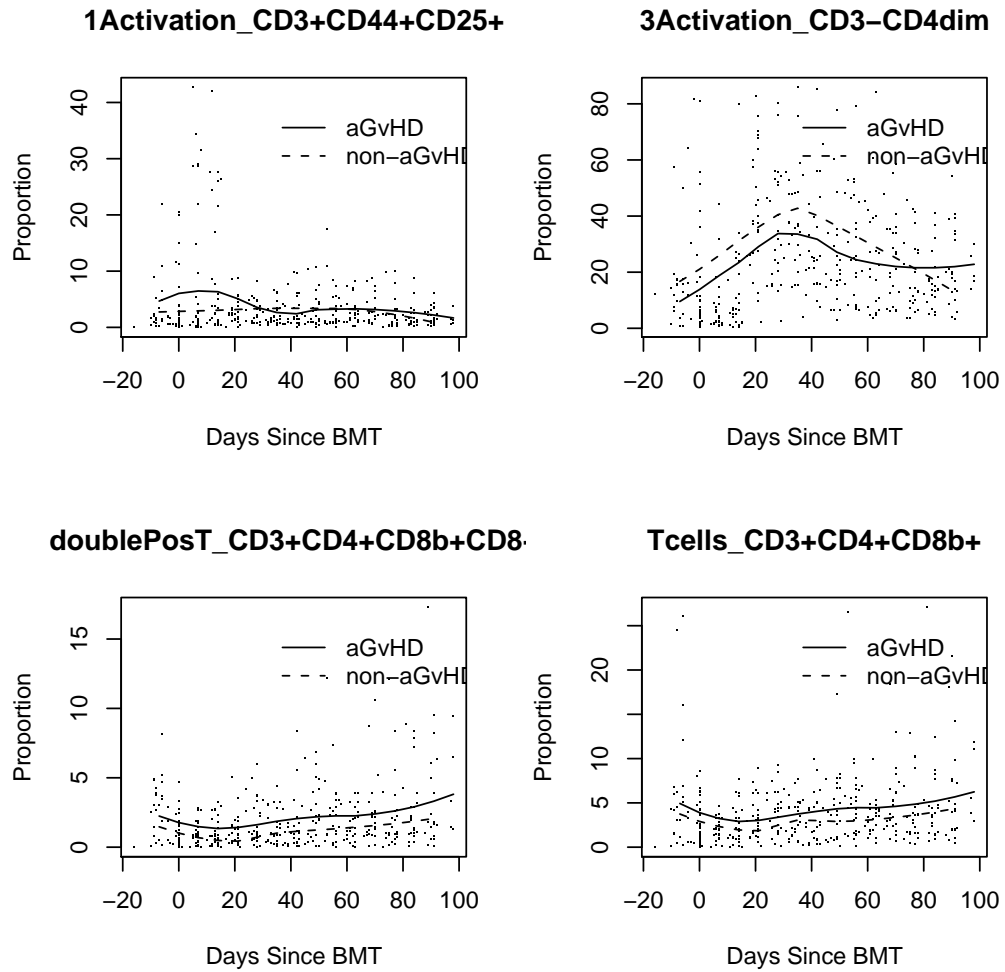 1Activation_CD3+CD44+CD25+
40
30
20
10
0
Proportion
aGvHD
non−aGvHD
−20 0 20 40 60 80 100
Days Since BMT
3Activation_CD3−CD4dim
80
60
40
20
0
Proportion
aGvHD
non−aGvHD
−20 0 20 40 60 80 100
Days Since BMT
doublePosT_CD3+CD4+CD8b+CD8
15
10
5
0
Proportion
aGvHD
non−aGvHD
−20 0 20 40 60 80 100
Days Since BMT
Tcells_CD3+CD4+CD8b+
20
10
5
0
Proportion
aGvHD
non−aGvHD
−20 0 20 40 60 80 100
Days Since BMT